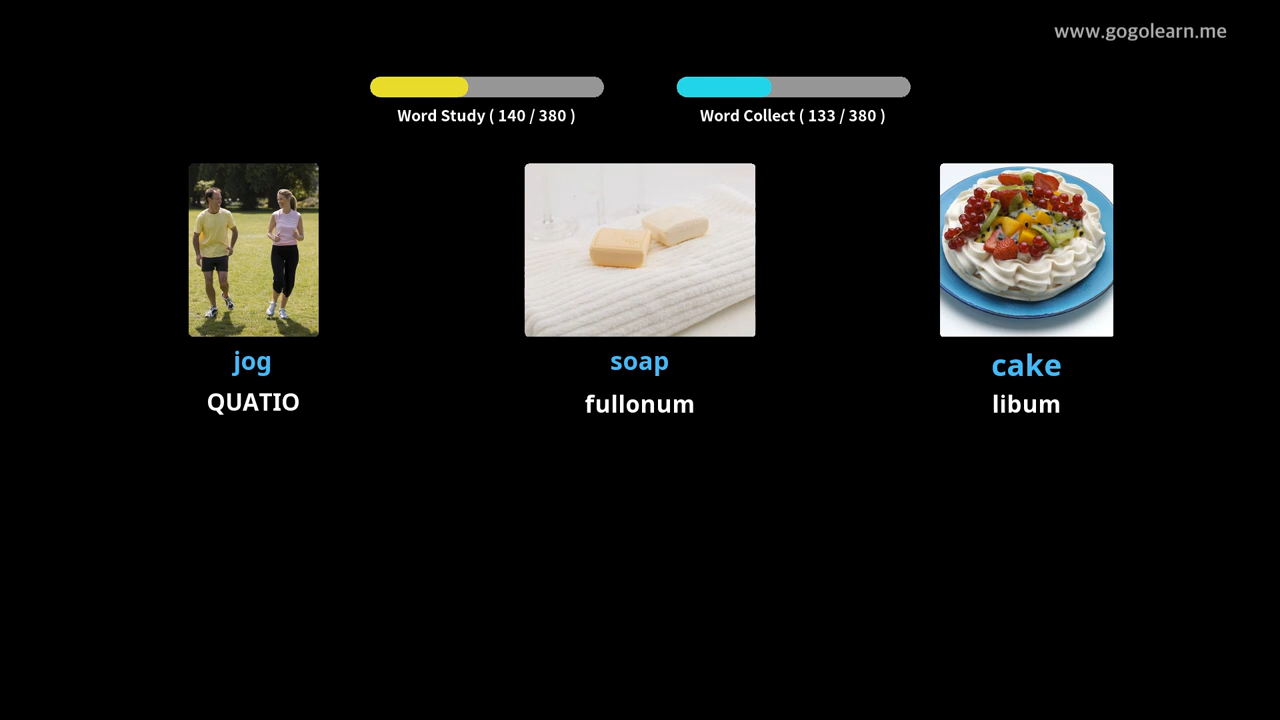 www.gogolearn.me
Word Study ( 140 / 380 )
Word Collect ( 133 / 380 )
jog
soap
cake
QUATIO
fullonum
libum